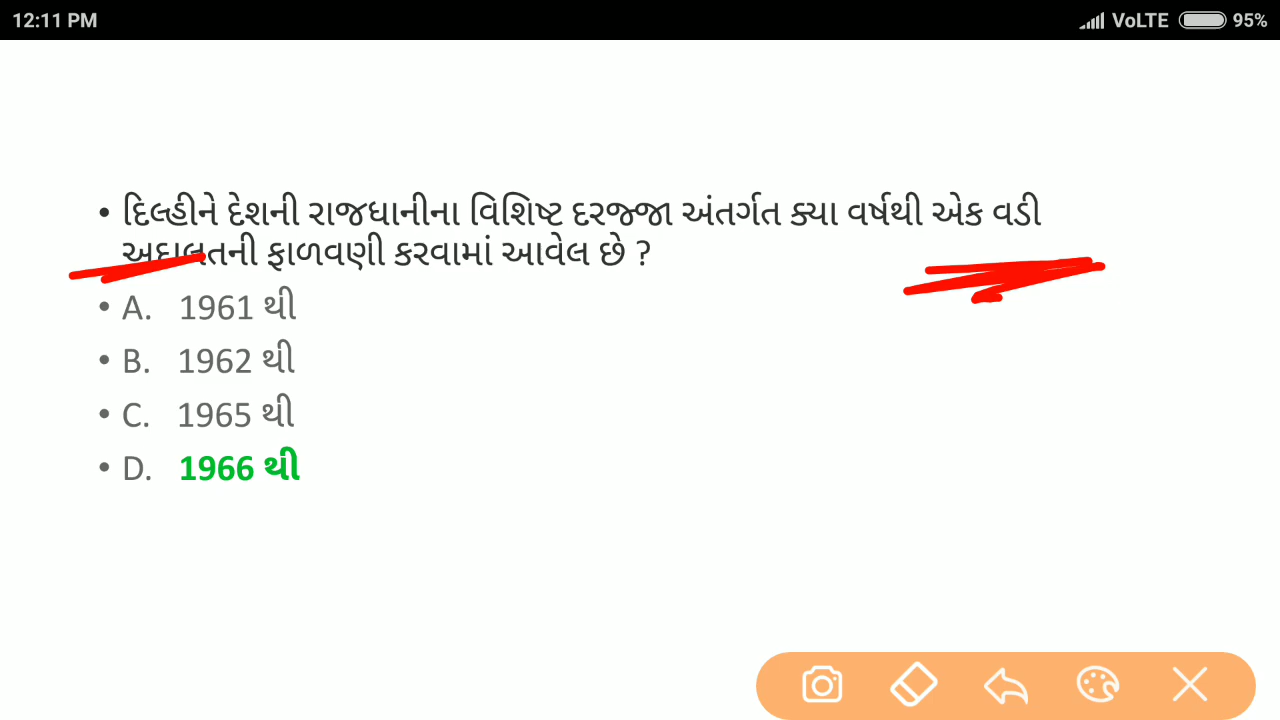 12:11 PM VoLTE 95%
• દિલ્હીને દેશની રાજધાનીના વિશિષ્ટ દરજ્જા અંતર્ગત ક્યા વર્ષથી એક વડી
અદાલતની ફાળવણી કરવામાં આવેલ છે ?
• A. 1961 થી
• B. 1962 થી
• C. 1965 થી
• D. 1966 થી